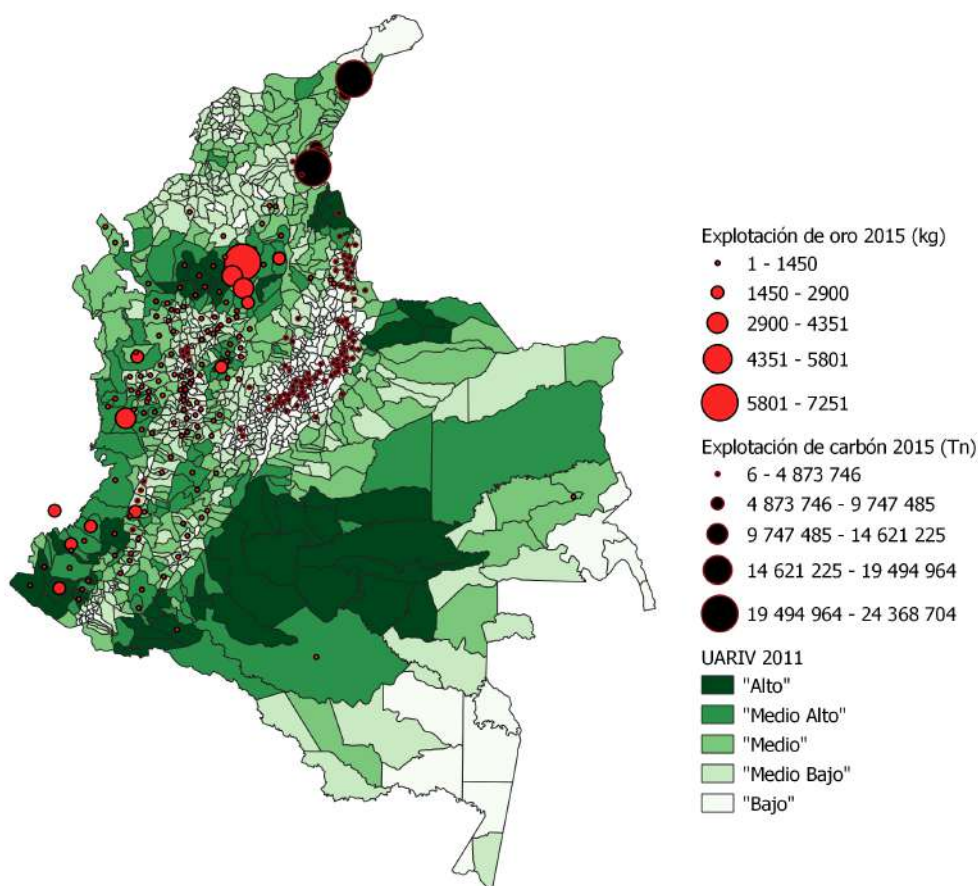 Explotación de oro 2015 (kg)
1 - 1450
1450 - 2900
2900 - 4351
4351 - 5801
5801 - 7251
Explotación de carbón 2015 (Tn)
6 - 4 873 746
4 873 746 - 9 747 485
9 747 485 - 14 621 225
14 621 225 - 19 494 964
19 494 964 - 24 368 704
UARIV 2011
"Alto"
"Medio Alto"
"Medio"
"Medio Bajo"
"Bajo"